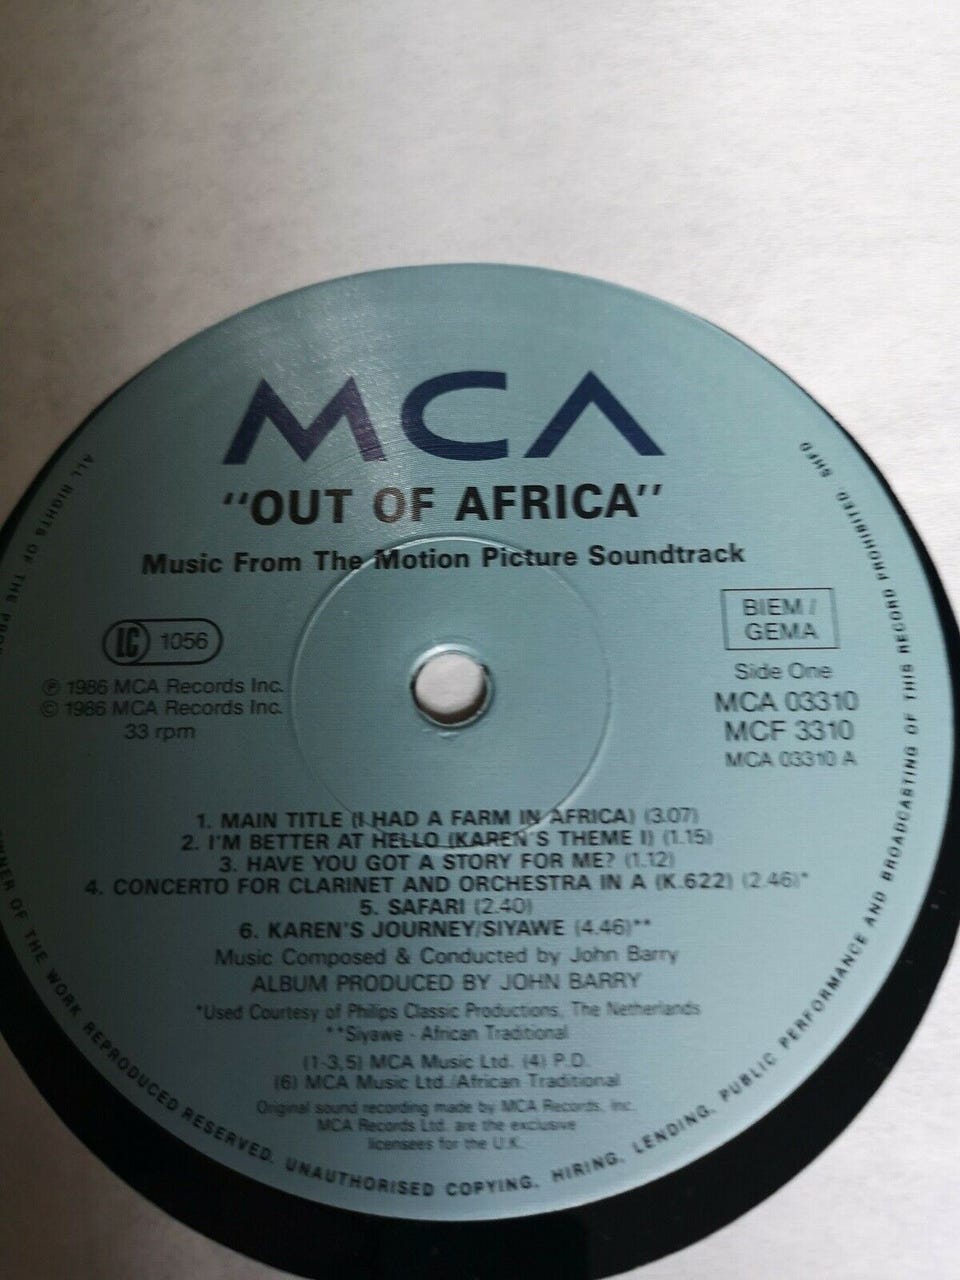 MCA
"OUT OF AFRICA"
Music From The Motion Picture Soundtrack
LC 1056
℗ 1986 MCA Records Inc.
© 1986 MCA Records Inc.
33 rpm
BIEM /
GEMA
Side One
MCA 03310
MCF 3310
MCA 03310 A
1. MAIN TITLE (I HAD A FARM IN AFRICA) (3.07)
2. I'M BETTER AT HELLO (KAREN'S THEME I) (1.15)
3. HAVE YOU GOT A STORY FOR ME? (1.12)
4. CONCERTO FOR CLARINET AND ORCHESTRA IN A (K.622) (2.46)*
5. SAFARI (2.40)
6. KAREN'S JOURNEY/SIYAWE (4.46)**
Music Composed & Conducted by John Barry
ALBUM PRODUCED BY JOHN BARRY
*Used Courtesy of Philips Classic Productions, The Netherlands
**Siyawe - African Traditional
(1-3,5) MCA Music Ltd. (4) P.D.
(6) MCA Music Ltd./African Traditional
Original sound recording made by MCA Records, Inc.
MCA Records Ltd. are the exclusive
licensees for the U.K.
ALL RIGHTS OF THE OWNER OF THE WORK REPRODUCED RESERVED. UNAUTHORISED COPYING, HIRING, LENDING, PUBLIC PERFORMANCE AND BROADCASTING OF THIS RECORD PROHIBITED. SHFD